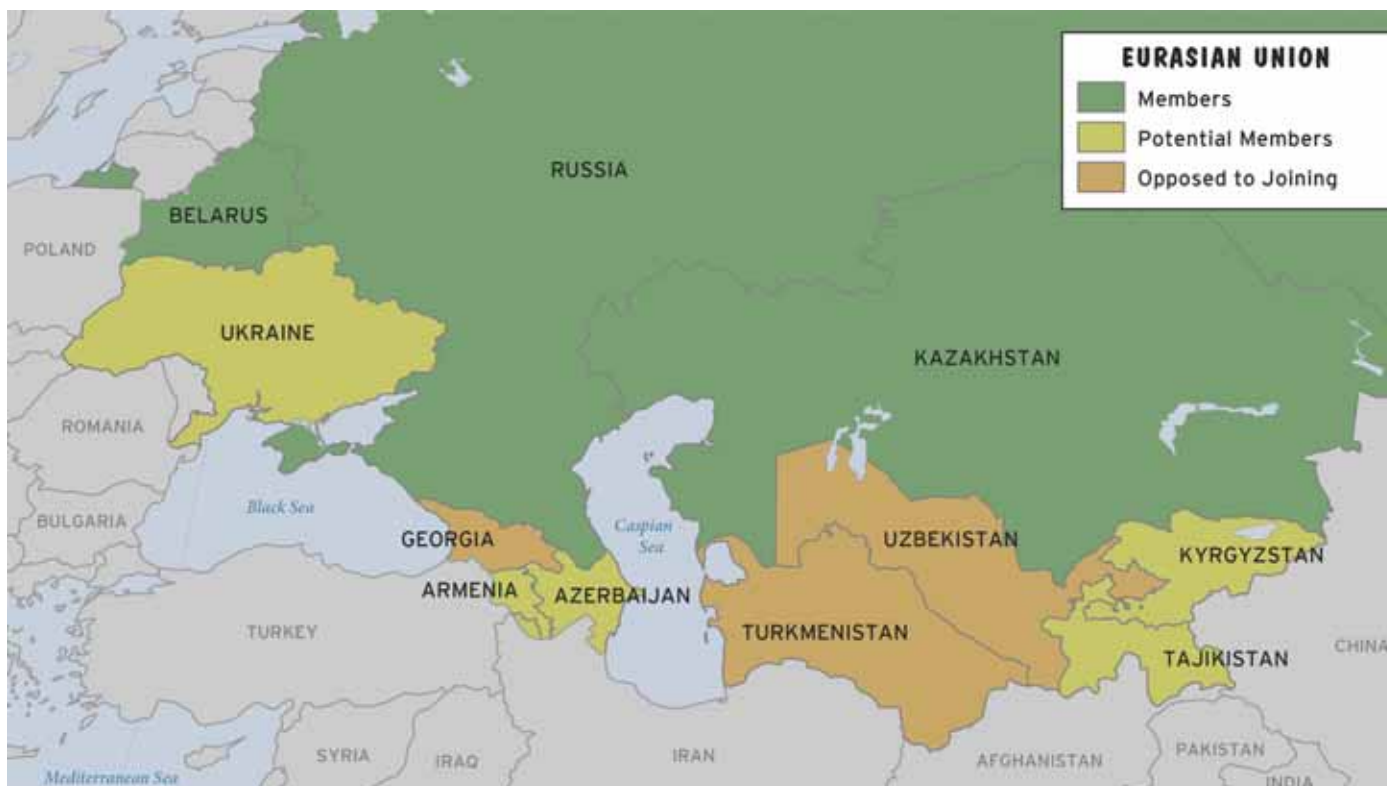 EURASIAN UNION
Members
Potential Members
Opposed to Joining
RUSSIA
BELARUS
POLAND
UKRAINE
KAZAKHSTAN
ROMANIA
Black Sea
BULGARIA
Caspian
Sea
GEORGIA
UZBEKISTAN
KYRGYZSTAN
ARMENIA
AZERBAIJAN
TURKEY
TURKMENISTAN
TAJIKISTAN
CHINA
SYRIA
IRAQ
IRAN
AFGHANISTAN
PAKISTAN
Mediterranean Sea
INDIA